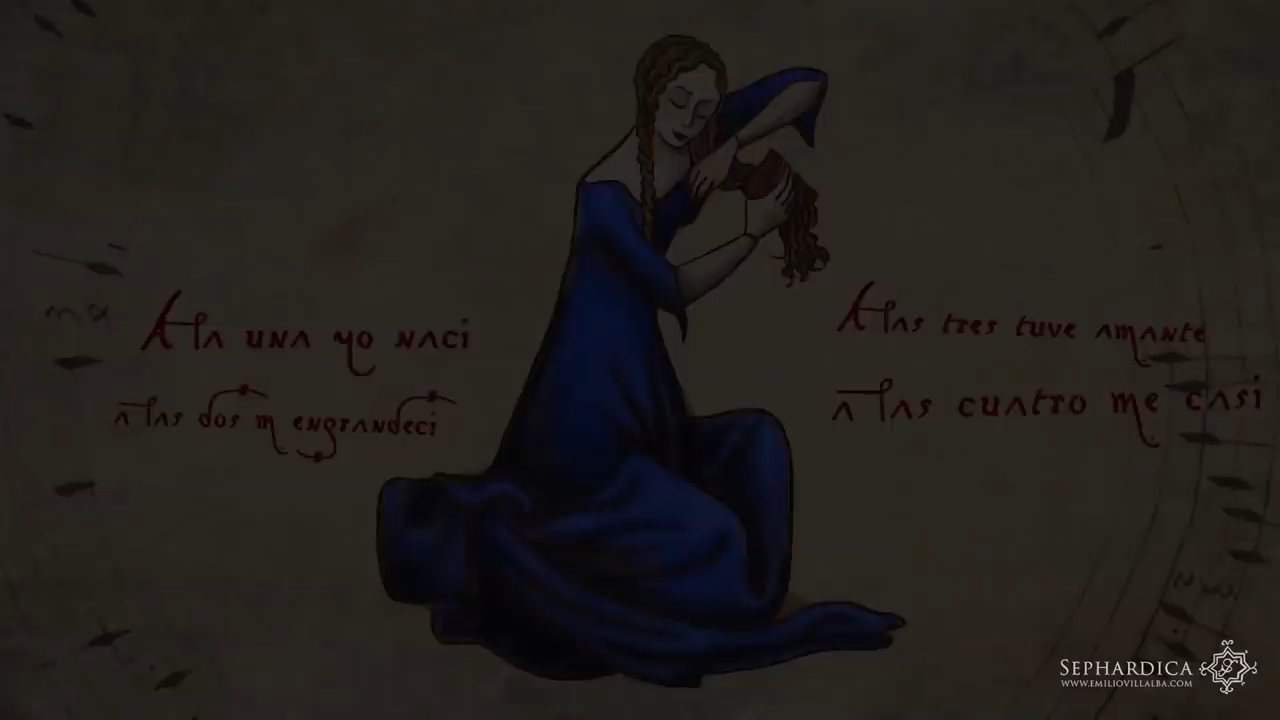 A la una yo naci
a las dos m engrandeci
A las tres tuve amante
a las cuatro me casi
SEPHARDICA
WWW.EMILIOVILLALBA.COM